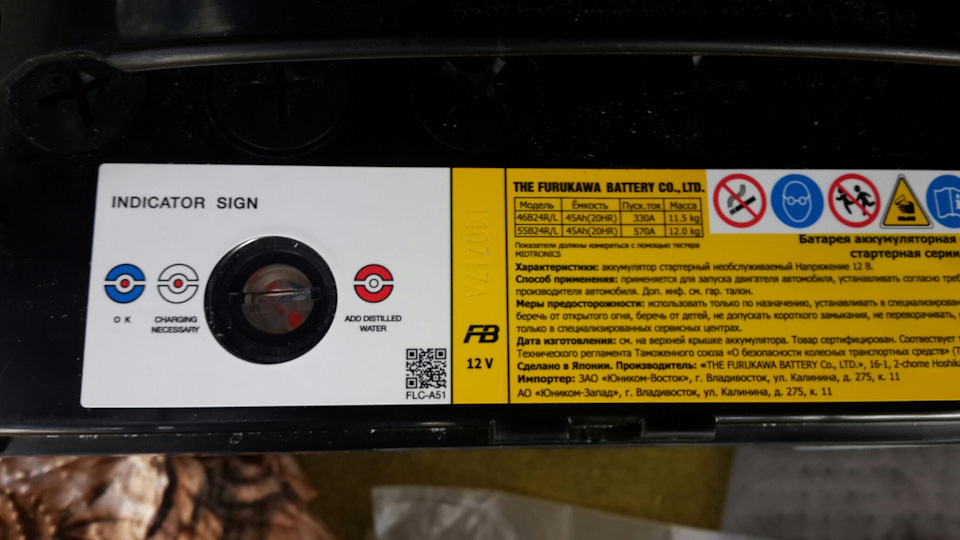 INDICATOR SIGN
O K
CHARGING
NECESSARY
ADD DISTILLED
WATER
FLC-A51
FB
12 V
THE FURUKAWA BATTERY CO., LTD.
Модель Ёмкость Пуск.ток Масса
46B24R/L 45Ah(20HR) 330A 11.5 kg
55B24R/L 45Ah(20HR) 570A 12.0 kg
Показатели должны измеряться с помощью тестера
MIDTRONICS
Батарея аккумуляторная
стартерная серии
Характеристики: аккумулятор стартерный необслуживаемый Напряжение 12 В.
Способ применения: применяется для запуска двигателя автомобиля, устанавливать согласно треб
производителя автомобиля. Доп. инф. см. гар. талон.
Меры предосторожности: использовать только по назначению, устанавливать в специализирован
беречь от открытого огня, беречь от детей, не допускать короткого замыкания, не переворачивать,
только в специализированных сервисных центрах.
Дата изготовления: см. на верхней крышке аккумулятора. Товар сертифицирован. Соответствует
Технического регламента Таможенного союза «О безопасности колесных транспортных средств» (Т
Сделано в Японии. Производитель: «THE FURUKAWA BATTERY Co., LTD.», 16-1, 2-chome Hoshik
Импортер: ЗАО «Юником-Восток», г. Владивосток, ул. Калинина, д. 275, к. 11
АО «Юником-Запад», г. Владивосток, ул. Калинина, д. 275, к. 11